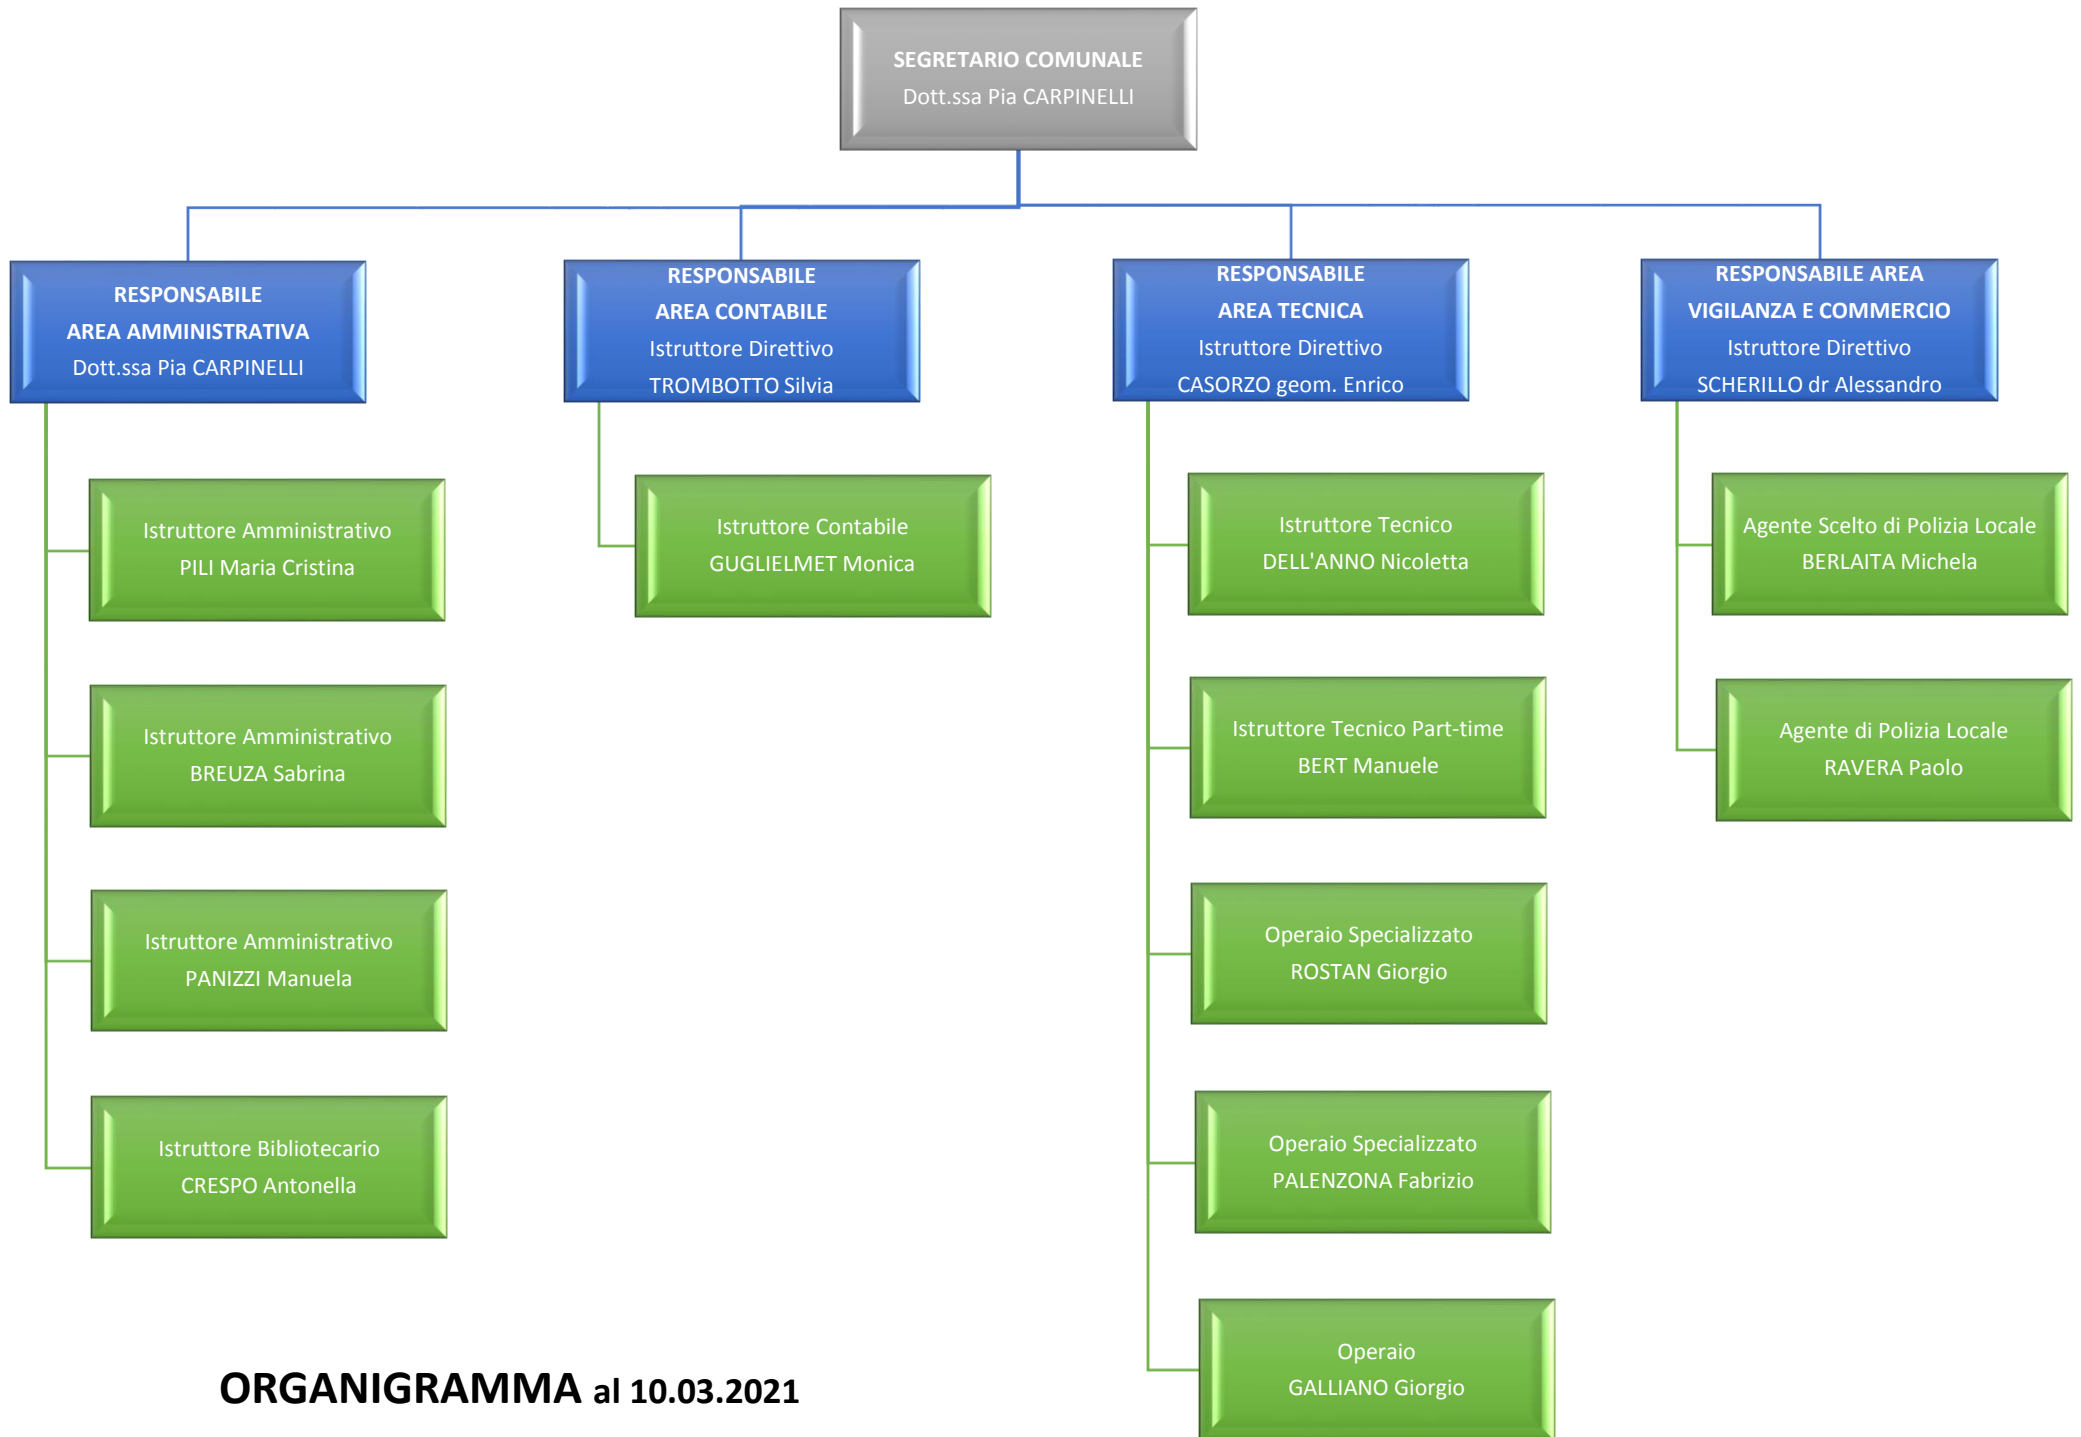 SEGRETARIO COMUNALE
Dott.ssa Pia CARPINELLI
RESPONSABILE
AREA AMMINISTRATIVA
Dott.ssa Pia CARPINELLI
RESPONSABILE
AREA CONTABILE
Istruttore Direttivo
TROMBOTTO Silvia
RESPONSABILE
AREA TECNICA
Istruttore Direttivo
CASORZO geom. Enrico
RESPONSABILE AREA
VIGILANZA E COMMERCIO
Istruttore Direttivo
SCHERILLO dr Alessandro
Istruttore Amministrativo
PILI Maria Cristina
Istruttore Amministrativo
BREUZA Sabrina
Istruttore Amministrativo
PANIZZI Manuela
Istruttore Bibliotecario
CRESPO Antonella
Istruttore Contabile
GUGLIELMET Monica
Istruttore Tecnico
DELL'ANNO Nicoletta
Istruttore Tecnico Part-time
BERT Manuele
Operaio Specializzato
ROSTAN Giorgio
Operaio Specializzato
PALENZONA Fabrizio
Operaio
GALLIANO Giorgio
Agente Scelto di Polizia Locale
BERLAITA Michela
Agente di Polizia Locale
RAVERA Paolo
ORGANIGRAMMA al 10.03.2021